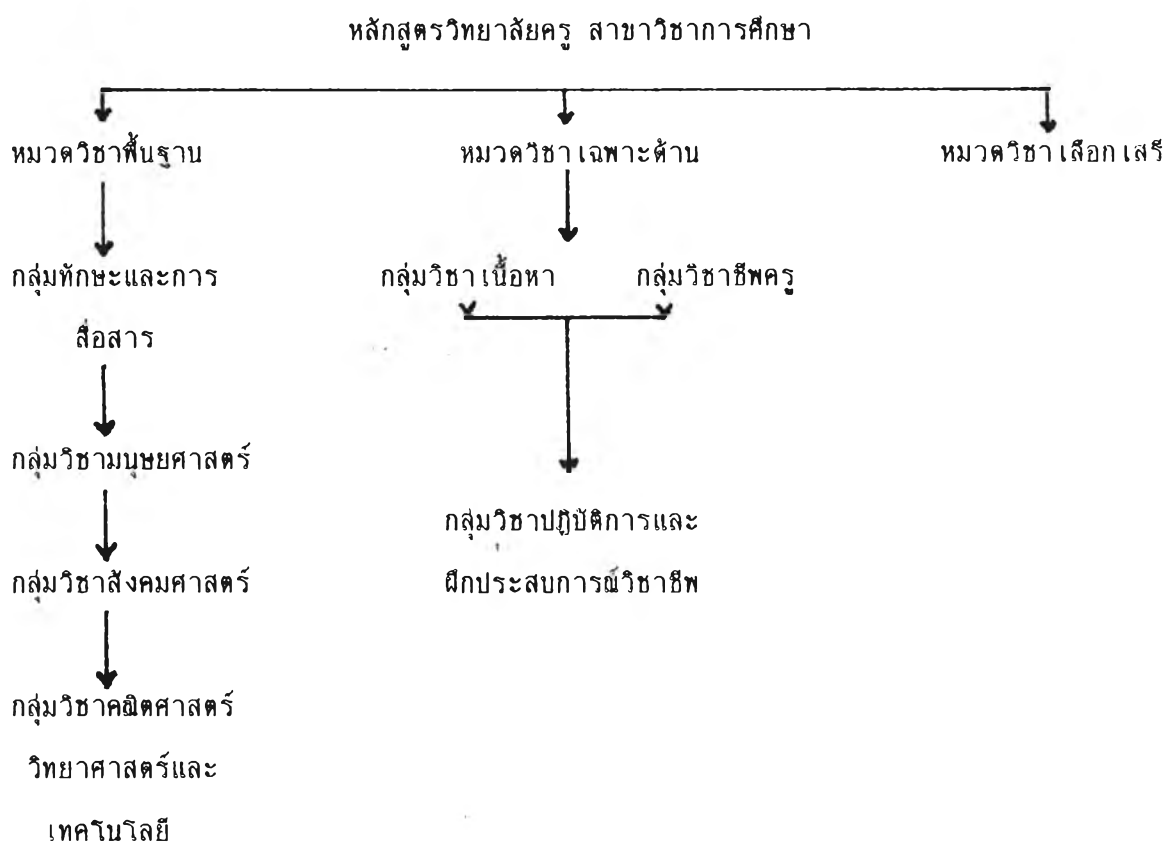 หลักสูตรวิทยาลัยครู สาขาวิชาการศึกษา
หมวดวิชาพื้นฐาน
หมวดวิชาเฉพาะด้าน
หมวดวิชาเลือกเสรี
กลุ่มทักษะและการ
สื่อสาร
กลุ่มวิชาเนื้อหา
กลุ่มวิชาชีพครู
กลุ่มวิชามนุษยศาสตร์
กลุ่มวิชาปฏิบัติการและ
ฝึกประสบการณ์วิชาชีพ
กลุ่มวิชาสังคมศาสตร์
กลุ่มวิชาคณิตศาสตร์
วิทยาศาสตร์และ
เทคโนโลยี